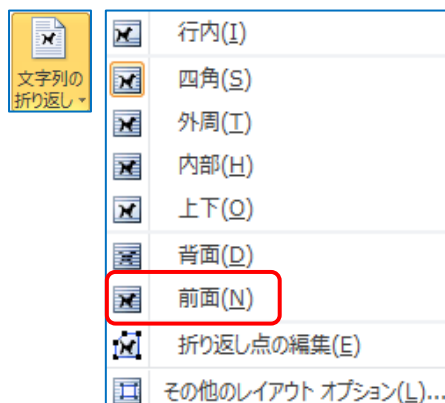 文字列の
折り返し
行内(I)
四角(S)
外周(T)
内部(H)
上下(O)
背面(D)
前面(N)
折り返し点の編集(E)
その他のレイアウト オプション(L)...